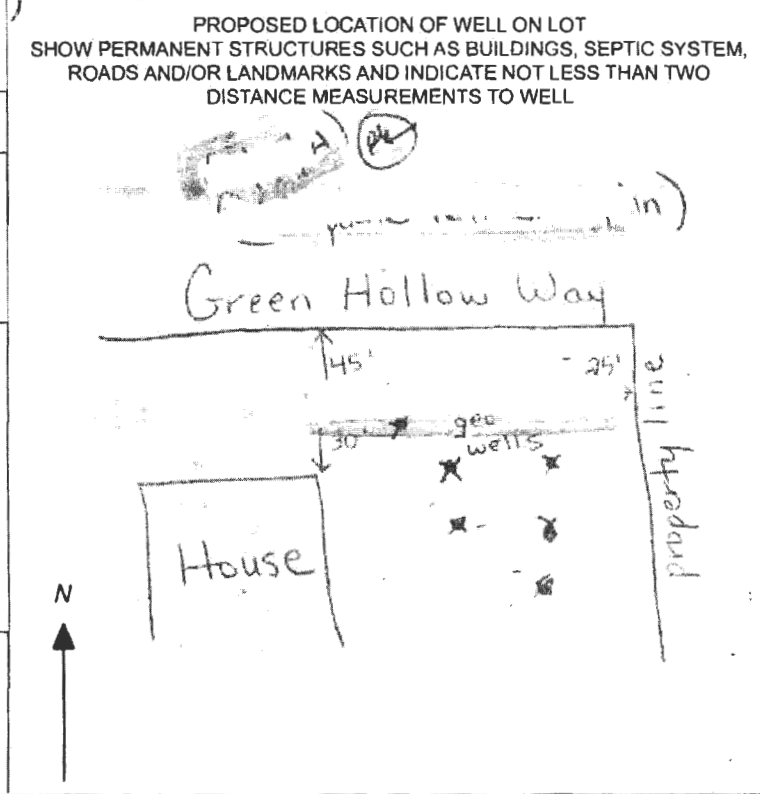 PROPOSED LOCATION OF WELL ON LOT
SHOW PERMANENT STRUCTURES SUCH AS BUILDINGS, SEPTIC SYSTEM,
ROADS AND/OR LANDMARKS AND INDICATE NOT LESS THAN TWO
DISTANCE MEASUREMENTS TO WELL
in)
Green Hollow Way
45'
25'
30'
geo
wells
property line
House
N